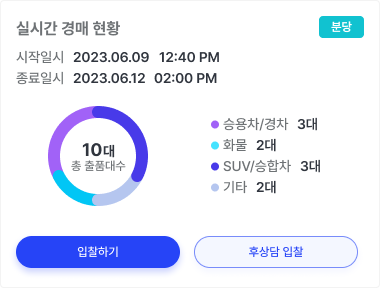 실시간 경매 현황
분당
시작일시 2023.06.09 12:40 PM
종료일시 2023.06.12 02:00 PM
10대
총 출품대수
승용차/경차 3대
화물 2대
SUV/승합차 3대
기타 2대
입찰하기
후상담 입찰